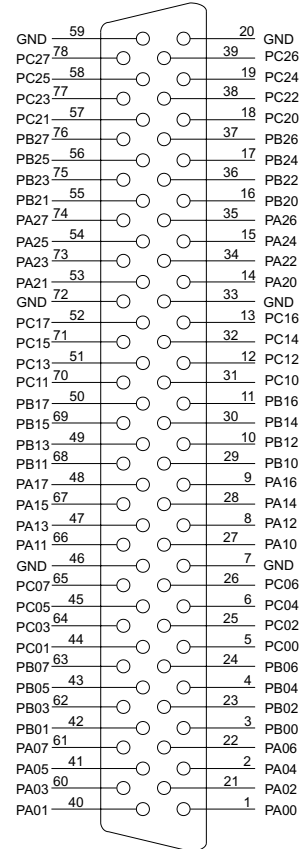 GND 59 20 GND
PC27 78 39 PC26
PC25 58 19 PC24
PC23 77 38 PC22
PC21 57 18 PC20
PB27 76 37 PB26
PB25 56 17 PB24
PB23 75 36 PB22
PB21 55 16 PB20
PA27 74 35 PA26
PA25 54 15 PA24
PA23 73 34 PA22
PA21 53 14 PA20
GND 72 33 GND
PC17 52 13 PC16
PC15 71 32 PC14
PC13 51 12 PC12
PC11 70 31 PC10
PB17 50 11 PB16
PB15 69 30 PB14
PB13 49 10 PB12
PB11 68 29 PB10
PA17 48 9 PA16
PA15 67 28 PA14
PA13 47 8 PA12
PA11 66 27 PA10
GND 46 7 GND
PC07 65 26 PC06
PC05 45 6 PC04
PC03 64 25 PC02
PC01 44 5 PC00
PB07 63 24 PB06
PB05 43 4 PB04
PB03 62 23 PB02
PB01 42 3 PB00
PA07 61 22 PA06
PA05 41 2 PA04
PA03 60 21 PA02
PA01 40 1 PA00